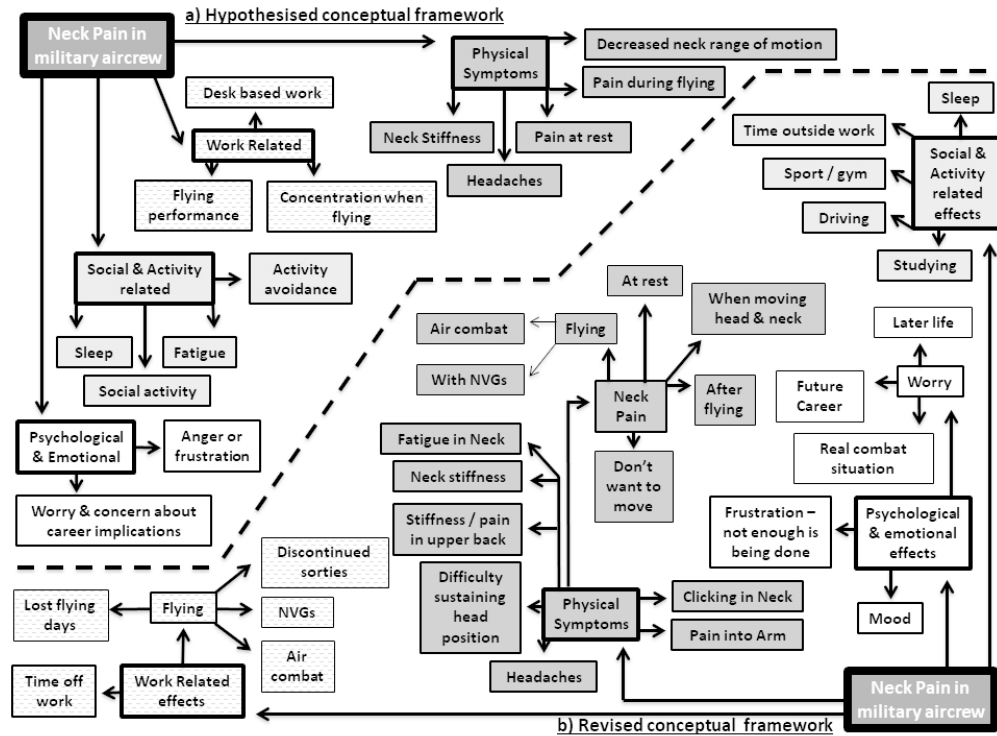 a) Hypothesised conceptual framework
Neck Pain in
military aircrew
Physical
Symptoms
Decreased neck range of motion
Pain during flying
Neck Stiffness
Pain at rest
Headaches
Desk based work
Work Related
Flying
performance
Concentration when
flying
Social & Activity
related
Activity
avoidance
Sleep
Fatigue
Social activity
Psychological
& Emotional
Anger or
frustration
Worry & concern about
career implications
Sleep
Time outside work
Social &
Activity
related
effects
Sport / gym
Driving
Studying
At rest
When moving
head & neck
Air combat
Flying
With NVGs
Neck
Pain
After
flying
Don't
want to
move
Later life
Worry
Future
Career
Real combat
situation
Fatigue in Neck
Neck stiffness
Stiffness / pain
in upper back
Difficulty
sustaining
head
position
Physical
Symptoms
Clicking in Neck
Pain into Arm
Headaches
Frustration –
not enough is
being done
Psychological
& emotional
effects
Mood
Discontinued
sorties
Lost flying
days
Flying
NVGs
Air
combat
Time off
work
Work Related
effects
Neck Pain in
military aircrew
b) Revised conceptual framework